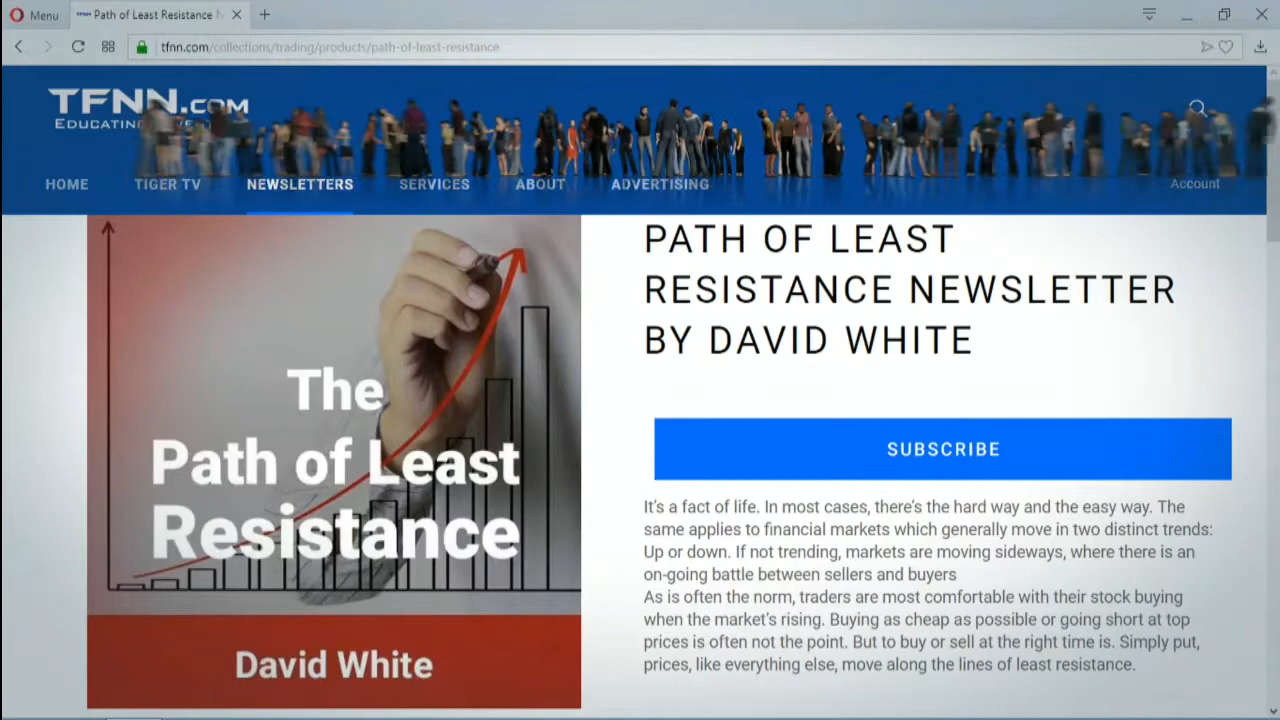 Menu
Path of Least Resistance
tfnn.com/collections/trading/products/path-of-least-resistance
TFNN.COM
HOME
TIGER TV
NEWSLETTERS
SERVICES
ABOUT
ADVERTISING
Account
The
Path of Least
Resistance
David White
PATH OF LEAST
RESISTANCE NEWSLETTER
BY DAVID WHITE
SUBSCRIBE
It’s a fact of life. In most cases, there’s the hard way and the easy way. The
same applies to financial markets which generally move in two distinct trends:
Up or down. If not trending, markets are moving sideways, where there is an
on-going battle between sellers and buyers
As is often the norm, traders are most comfortable with their stock buying
when the market’s rising. Buying as cheap as possible or going short at top
prices is often not the point. But to buy or sell at the right time is. Simply put,
prices, like everything else, move along the lines of least resistance.